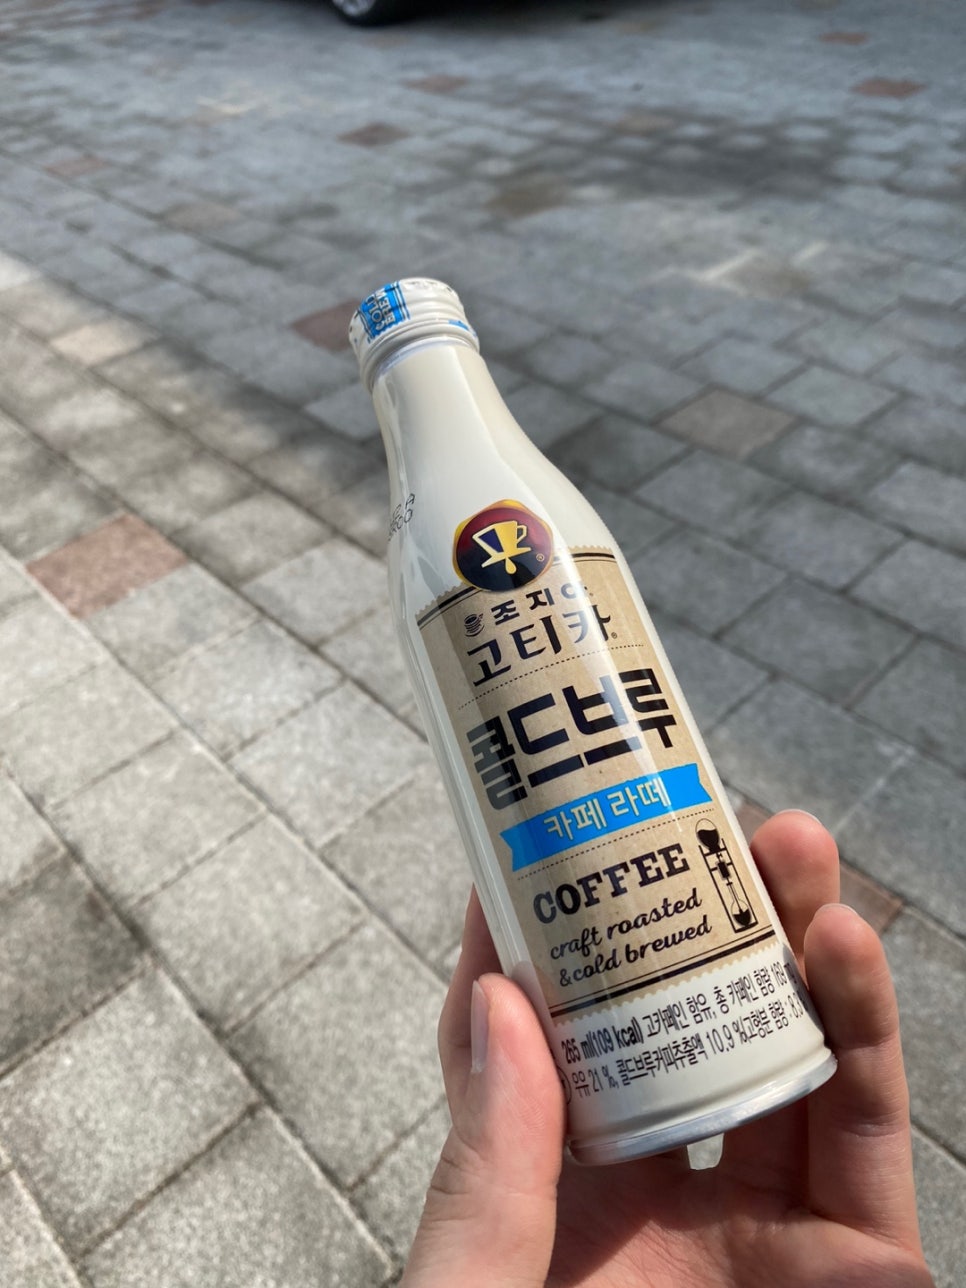 조지아
고티카®
콜드브루
카페 라떼
COFFEE
craft roasted
& cold brewed
265 ml(109 kcal) 고카페인 함유, 총 카페인 함량
우유 21 %, 콜드브루커피추출액 10.9 %(고형분 함량 :